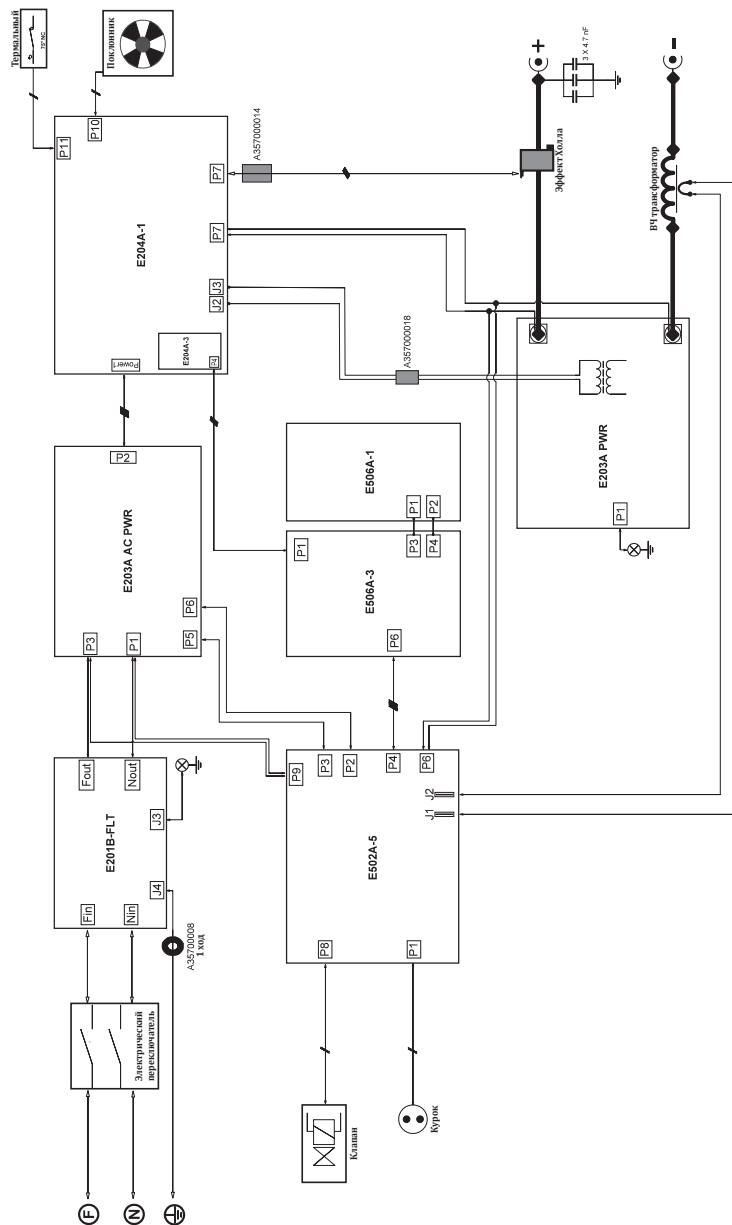 Термальный
75° NC
Поклонник
P11
P10
E204A-1
P7
A357000014
P7
J3
J2
Power1
E204A-3
P4
A357000018
+
3 X 4.7 nF
Эффект Холла
-
ВЧ трансформатор
E203A PWR
P1
P2
E203A AC PWR
P3
P1
P6
P5
E506A-1
P1
P2
P1
P3
P4
E506A-3
P6
Fout
Nout
E201B-FLT
J3
J4
Fin
Nin
A35700008
1 ход
P9
P3
P2
P4
P6
J2
J1
E502A-5
P8
P1
Электрический
переключатель
Клапан
Курок
F
N